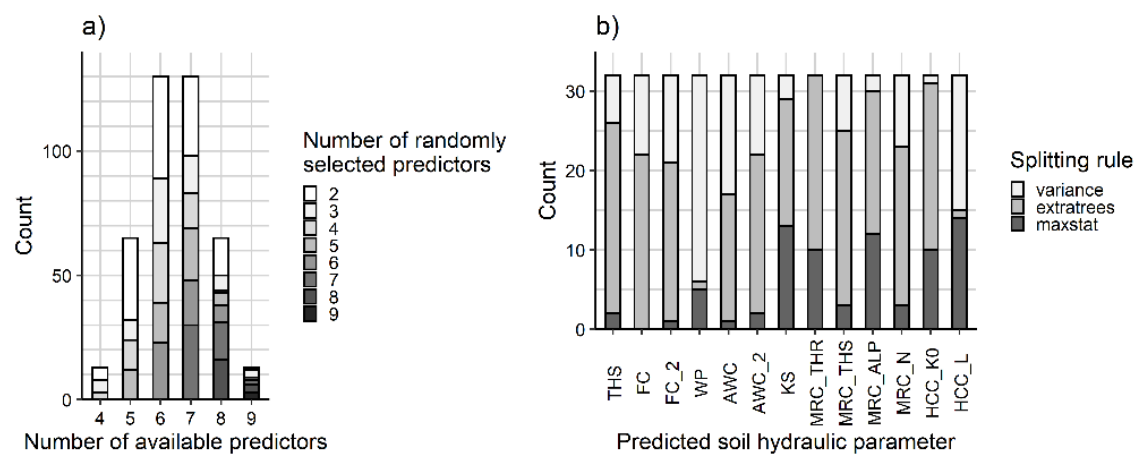 a)
Count
100
50
0
4 5 6 7 8 9
Number of available predictors
Number of randomly
selected predictors
2
3
4
5
6
7
8
9
b)
Count
30
20
10
0
THS FC FC_2 WP AWC AWC_2 KS MRC_THR MRC_THS MRC_ALP MRC_N HCC_K0 HCC_L
Predicted soil hydraulic parameter
Splitting rule
variance
extratrees
maxstat